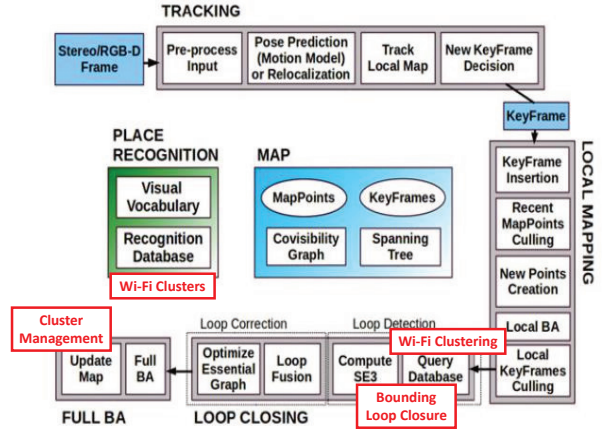 TRACKING
Stereo/RGB-D
Frame
Pre-process
Input
Pose Prediction
(Motion Model)
or Relocalization
Track
Local Map
New KeyFrame
Decision
KeyFrame
PLACE
RECOGNITION
Visual
Vocabulary
Recognition
Database
Wi-Fi Clusters
MAP
MapPoints
KeyFrames
Covisibility
Graph
Spanning
Tree
LOCAL MAPPING
KeyFrame
Insertion
Recent
MapPoints
Culling
New Points
Creation
Local BA
Local
KeyFrames
Culling
Cluster
Management
Update
Map
Full
BA
FULL BA
Loop Correction
Optimize
Essential
Graph
Loop
Fusion
LOOP CLOSING
Loop Detection
Wi-Fi Clustering
Compute
SE3
Query
Database
Bounding
Loop Closure